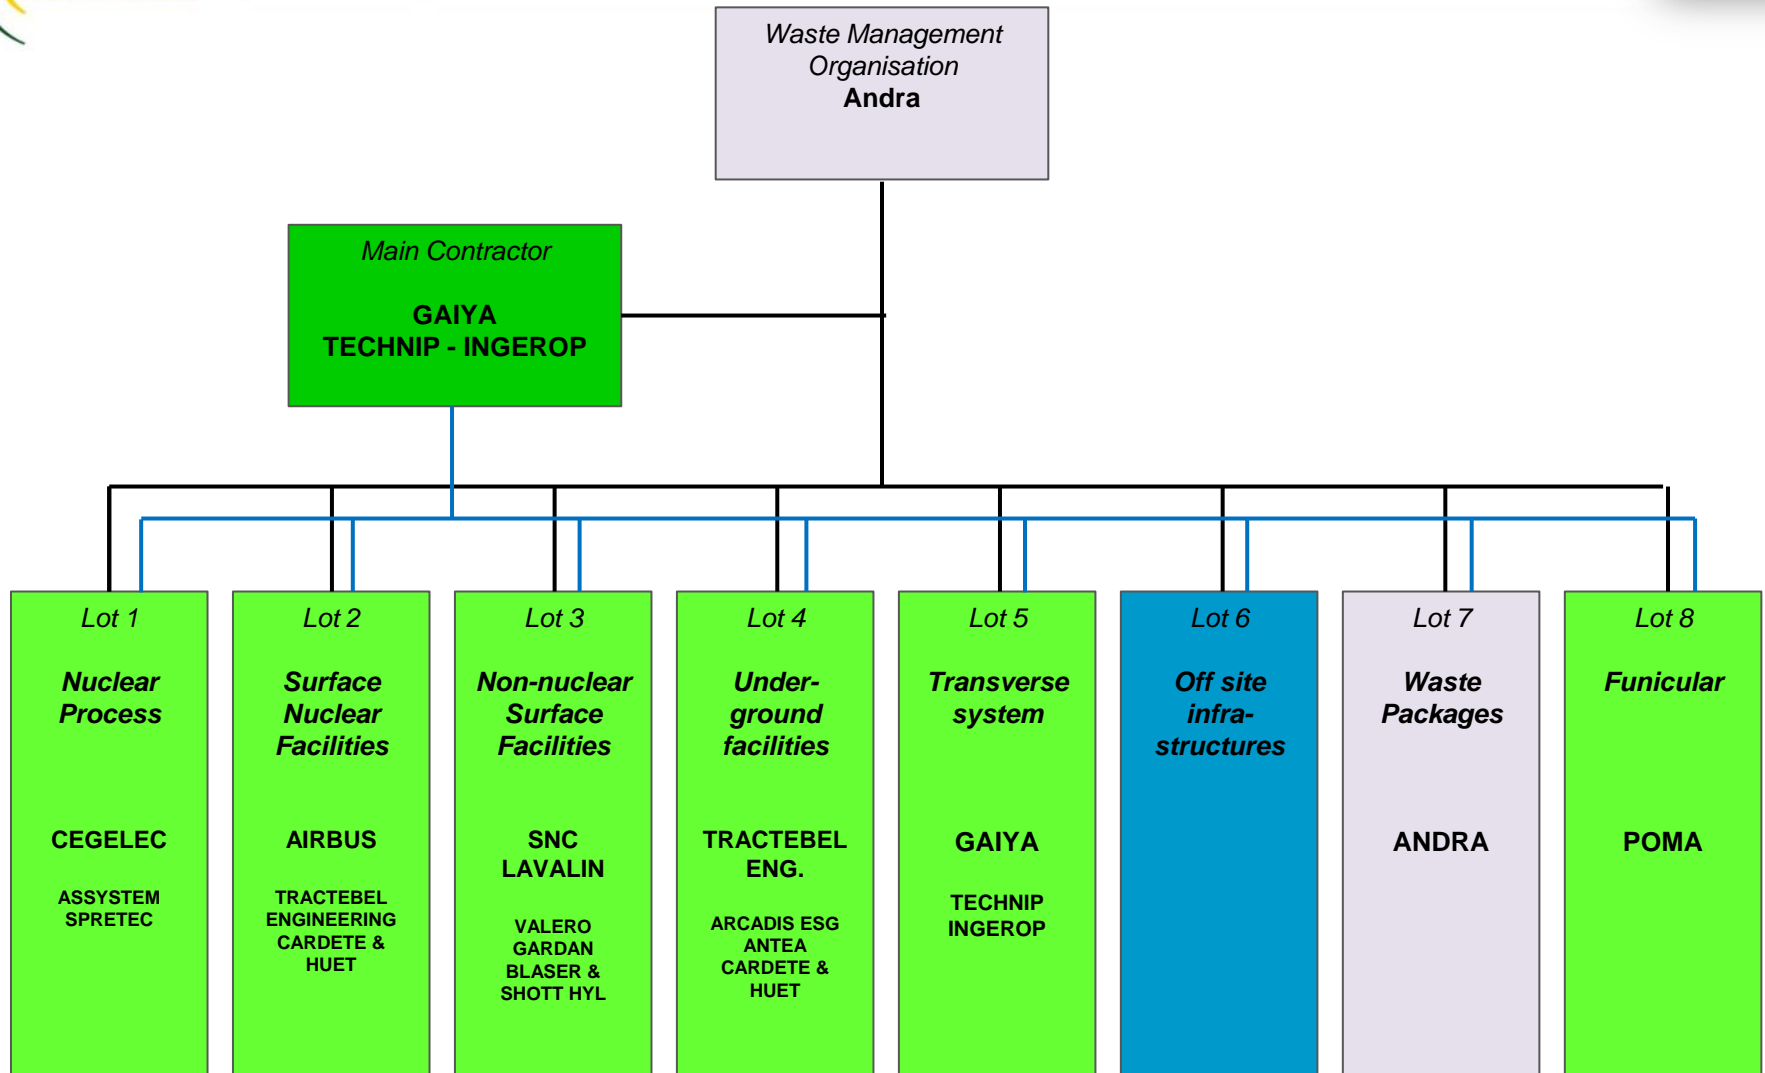 Waste Management
Organisation
Andra
Main Contractor
GAIYA
TECHNIP - INGEROP
Lot 1
Nuclear
Process
CEGELEC
ASSYSTEM
SPRETEC
Lot 2
Surface
Nuclear
Facilities
AIRBUS
TRACTEBEL
ENGINEERING
CARDETE &
HUET
Lot 3
Non-nuclear
Surface
Facilities
SNC
LAVALIN
VALERO
GARDAN
BLASER &
SHOTT HYL
Lot 4
Under-
ground
facilities
TRACTEBEL
ENG.
ARCADIS ESG
ANTEA
CARDETE &
HUET
Lot 5
Transverse
system
GAIYA
TECHNIP
INGEROP
Lot 6
Off site
infra-
structures
Lot 7
Waste
Packages
ANDRA
Lot 8
Funicular
POMA